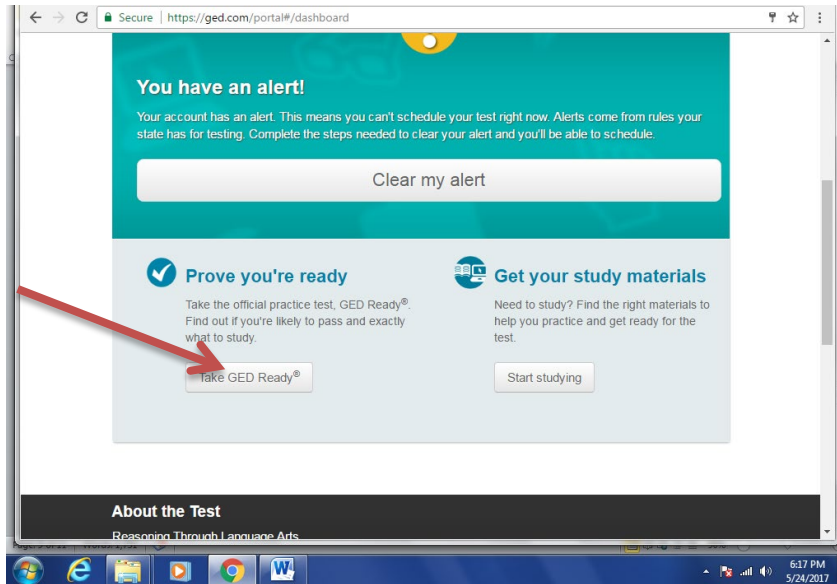 Secure | https://ged.com/portal#/dashboard
You have an alert!
Your account has an alert. This means you can't schedule your test right now. Alerts come from rules your
state has for testing. Complete the steps needed to clear your alert and you'll be able to schedule.
Clear my alert
Prove you're ready
Take the official practice test, GED Ready®.
Find out if you're likely to pass and exactly
what to study.
Take GED Ready®
Get your study materials
Need to study? Find the right materials to
help you practice and get ready for the
test.
Start studying
About the Test
Reasoning Through Language Arts
6:17 PM
5/24/2017